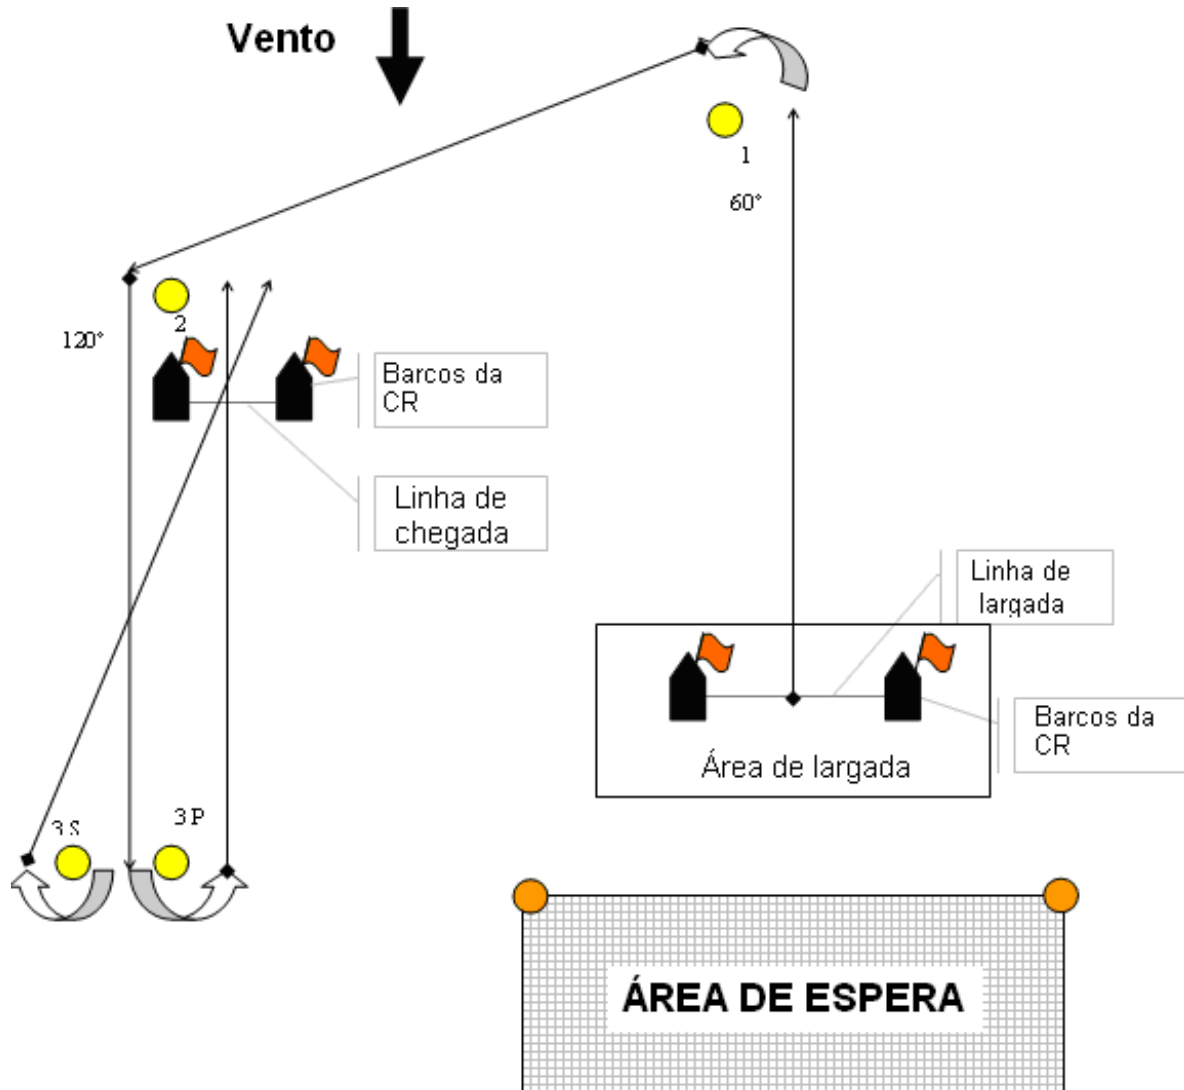 Vento
1
60°
2
120°
Barcos da
CR
Linha de
chegada
Linha de
largada
Barcos da
CR
Área de largada
3 S
3 P
ÁREA DE ESPERA